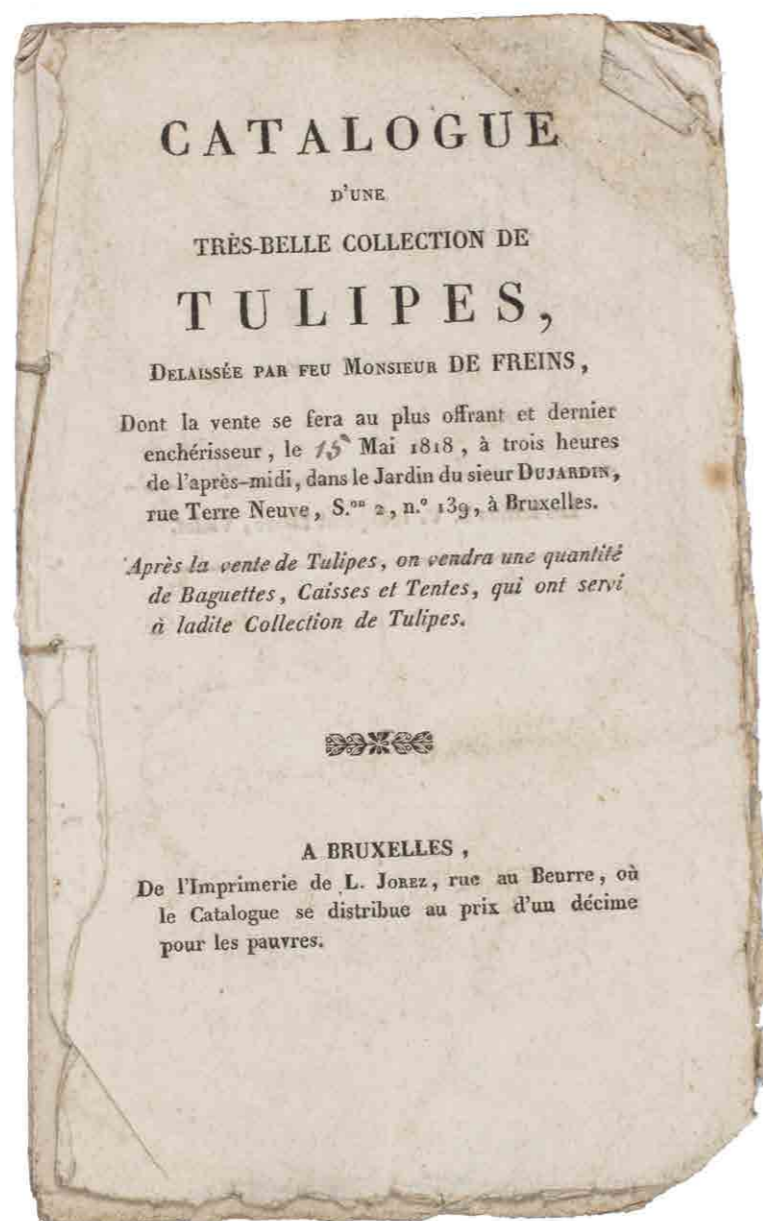 CATALOGUE
D'UNE
TRÈS-BELLE COLLECTION DE
TULIPES,
DELAISSÉE PAR FEU MONSIEUR DE FREINS,
Dont la vente se fera au plus offrant et dernier
enchérisseur, le 15 Mai 1818, à trois heures
de l'après-midi, dans le Jardin du sieur DUJARDIN,
rue Terre Neuve, S.on 2, n.o 139, à Bruxelles.
Après la vente de Tulipes, on vendra une quantité
de Baguettes, Caisses et Tentes, qui ont servi
à ladite Collection de Tulipes.
A BRUXELLES,
De l'Imprimerie de L. JOREZ, rue au Beurre, où
le Catalogue se distribue au prix d'un décime
pour les pauvres.